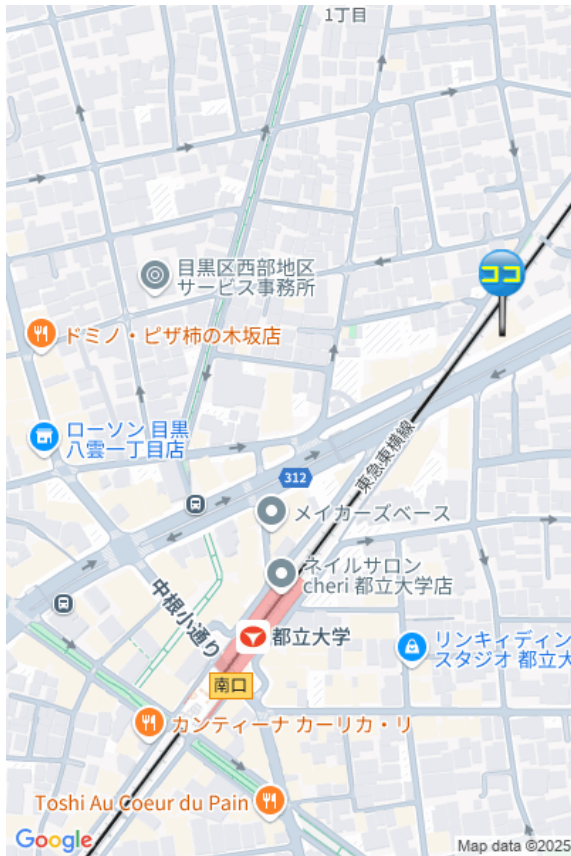 1丁目
ココ
目黒区西部地区
サービス事務所
ドミノ・ピザ柿の木坂店
ローソン 目黒
八雲一丁目店
東急東横線
312
メイカーズベース
ネイルサロン
cheri 都立大学店
中根小通り
都立大学
リンキィディン
スタジオ 都立大
南口
カンティーナ カーリカ・リ
Toshi Au Coeur du Pain
Google
Map data ©2025